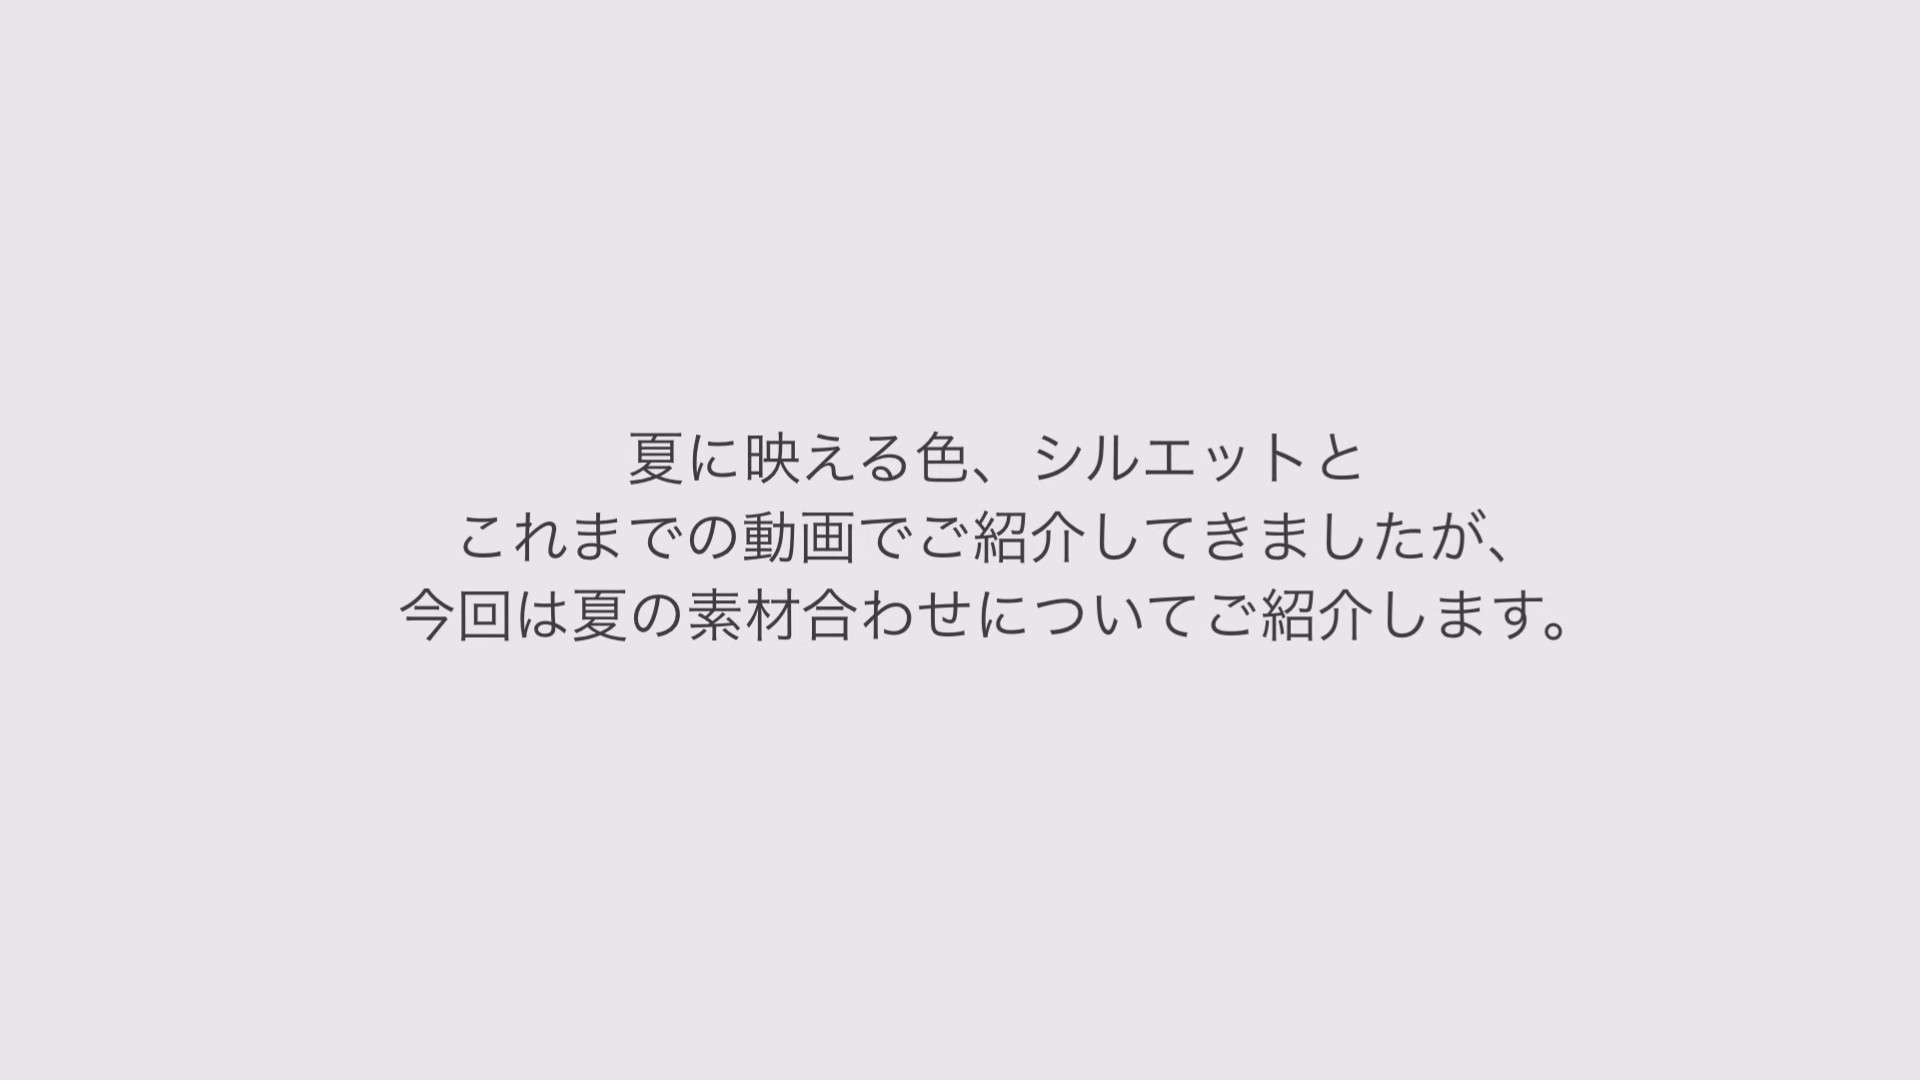 夏に映える色、シルエットと
これまでの動画でご紹介してきましたが、
今回は夏の素材合わせについてご紹介します。